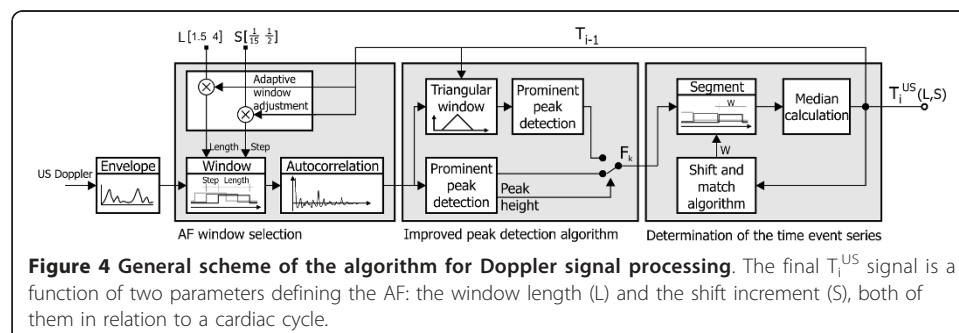 L [1.5 4] S[1/15 1/2]
T_{i-1}
Adaptive
window
adjustment
Length
Step
US Doppler
Envelope
Window
Step Length
Autocorrelation
AF window selection
Triangular
window
Prominent
peak
detection
Prominent
peak
detection
Peak
height
F_k
Improved peak detection algorithm
Segment
W
Median
calculation
W
Shift and
match
algorithm
T_i^{US}(L,S)
Determination of the time event series
Figure 4 General scheme of the algorithm for Doppler signal processing. The final T_i^{US} signal is a
function of two parameters defining the AF: the window length (L) and the shift increment (S), both of
them in relation to a cardiac cycle.